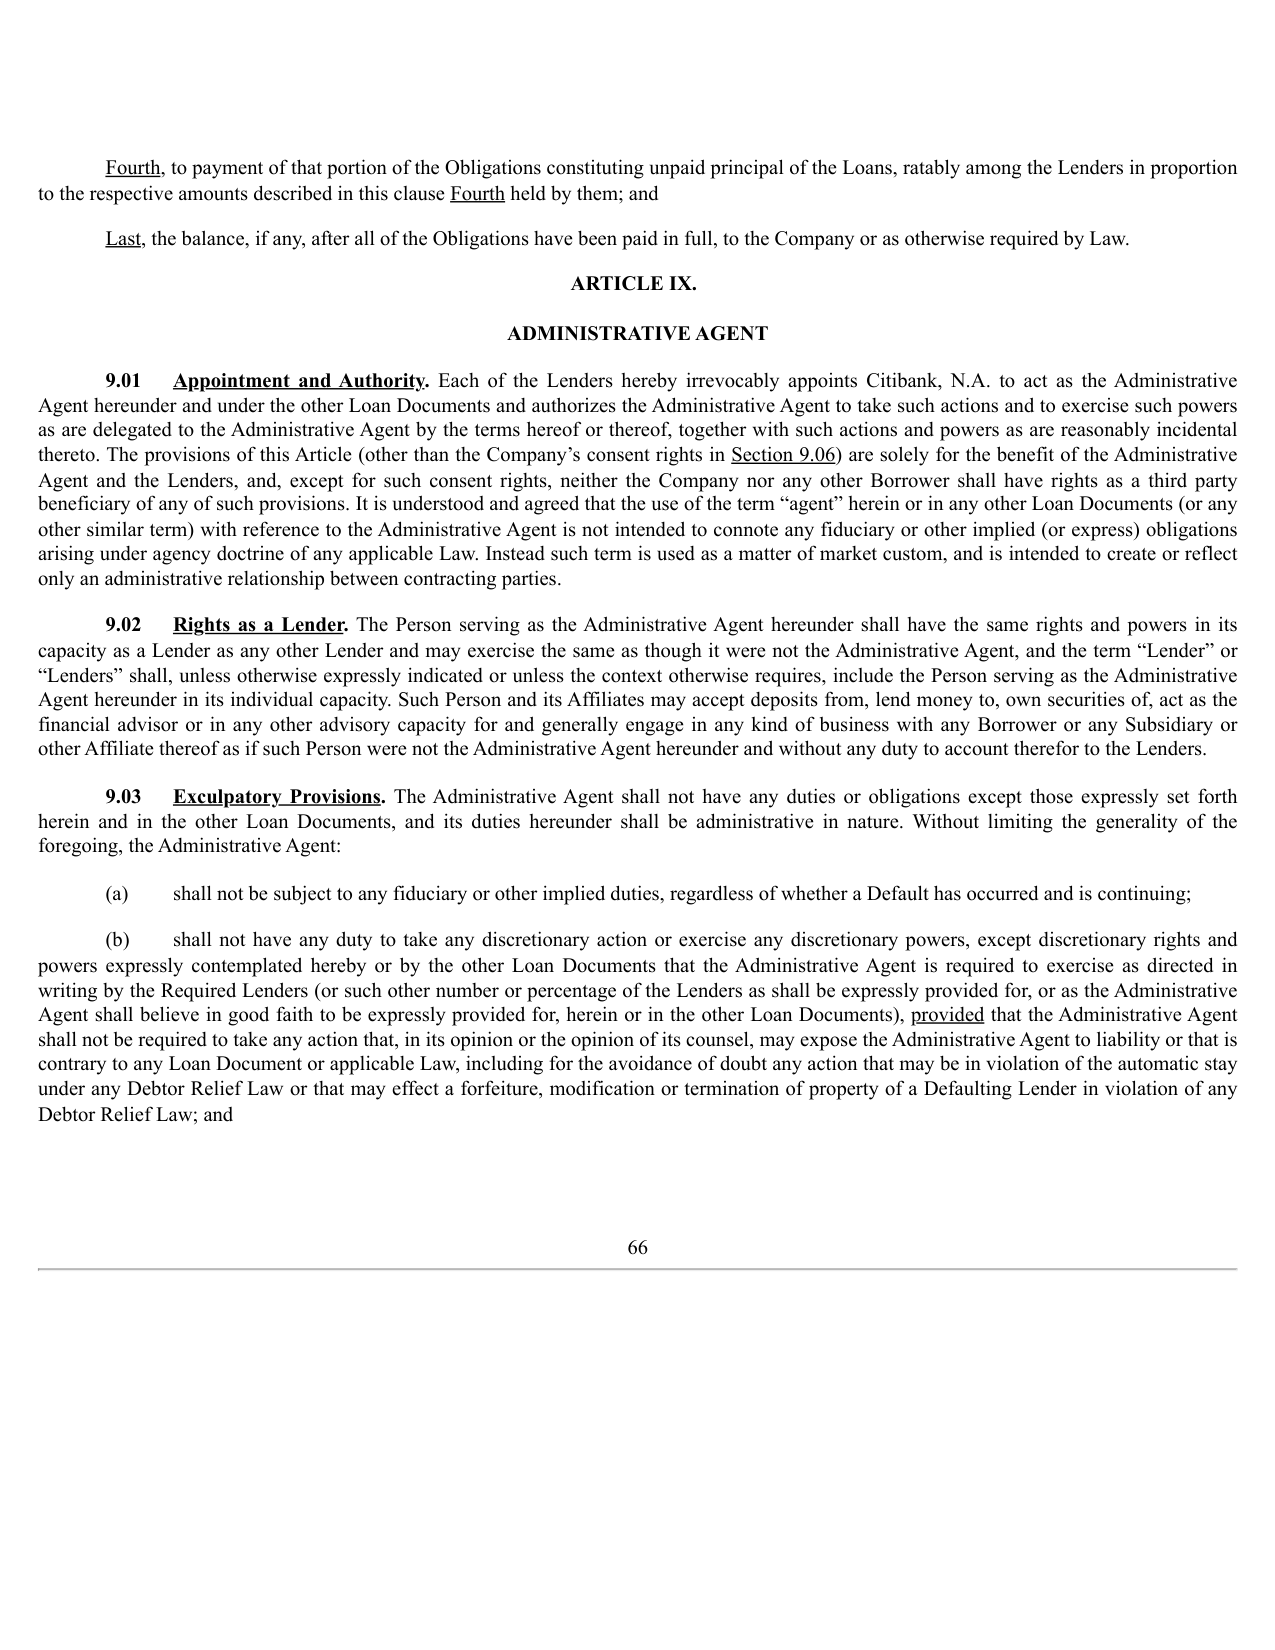 Fourth, to payment of that portion of the Obligations constituting unpaid principal of the Loans, ratably among the Lenders in proportion
to the respective amounts described in this clause Fourth held by them; and
Last, the balance, if any, after all of the Obligations have been paid in full, to the Company or as otherwise required by Law.
ARTICLE IX.
ADMINISTRATIVE AGENT
9.01 Appointment and Authority. Each of the Lenders hereby irrevocably appoints Citibank, N.A. to act as the Administrative
Agent hereunder and under the other Loan Documents and authorizes the Administrative Agent to take such actions and to exercise such powers
as are delegated to the Administrative Agent by the terms hereof or thereof, together with such actions and powers as are reasonably incidental
thereto. The provisions of this Article (other than the Company’s consent rights in Section 9.06) are solely for the benefit of the Administrative
Agent and the Lenders, and, except for such consent rights, neither the Company nor any other Borrower shall have rights as a third party
beneficiary of any of such provisions. It is understood and agreed that the use of the term “agent” herein or in any other Loan Documents (or any
other similar term) with reference to the Administrative Agent is not intended to connote any fiduciary or other implied (or express) obligations
arising under agency doctrine of any applicable Law. Instead such term is used as a matter of market custom, and is intended to create or reflect
only an administrative relationship between contracting parties.
9.02 Rights as a Lender. The Person serving as the Administrative Agent hereunder shall have the same rights and powers in its
capacity as a Lender as any other Lender and may exercise the same as though it were not the Administrative Agent, and the term “Lender” or
“Lenders” shall, unless otherwise expressly indicated or unless the context otherwise requires, include the Person serving as the Administrative
Agent hereunder in its individual capacity. Such Person and its Affiliates may accept deposits from, lend money to, own securities of, act as the
financial advisor or in any other advisory capacity for and generally engage in any kind of business with any Borrower or any Subsidiary or
other Affiliate thereof as if such Person were not the Administrative Agent hereunder and without any duty to account therefor to the Lenders.
9.03 Exculpatory Provisions. The Administrative Agent shall not have any duties or obligations except those expressly set forth
herein and in the other Loan Documents, and its duties hereunder shall be administrative in nature. Without limiting the generality of the
foregoing, the Administrative Agent:
(a) shall not be subject to any fiduciary or other implied duties, regardless of whether a Default has occurred and is continuing;
(b) shall not have any duty to take any discretionary action or exercise any discretionary powers, except discretionary rights and
powers expressly contemplated hereby or by the other Loan Documents that the Administrative Agent is required to exercise as directed in
writing by the Required Lenders (or such other number or percentage of the Lenders as shall be expressly provided for, or as the Administrative
Agent shall believe in good faith to be expressly provided for, herein or in the other Loan Documents), provided that the Administrative Agent
shall not be required to take any action that, in its opinion or the opinion of its counsel, may expose the Administrative Agent to liability or that is
contrary to any Loan Document or applicable Law, including for the avoidance of doubt any action that may be in violation of the automatic stay
under any Debtor Relief Law or that may effect a forfeiture, modification or termination of property of a Defaulting Lender in violation of any
Debtor Relief Law; and
66